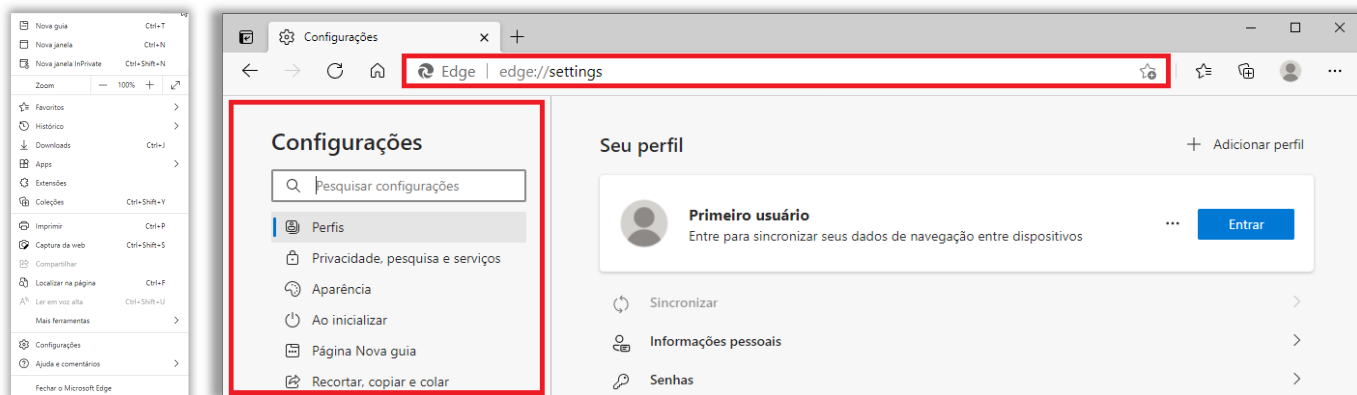 Nova guia Ctrl+T
Nova janela Ctrl+N
Nova janela InPrivate Ctrl+Shift+N
Zoom — 100% +
Favoritos
Histórico
Downloads Ctrl+J
Apps
Extensões
Coleções Ctrl+Shift+Y
Imprimir Ctrl+P
Captura da web Ctrl+Shift+S
Compartilhar
Localizar na página Ctrl+F
Ler em voz alta Ctrl+Shift+U
Mais ferramentas
Configurações
Ajuda e comentários
Fechar o Microsoft Edge
Configurações
Edge | edge://settings
Configurações
Pesquisar configurações
Perfis
Privacidade, pesquisa e serviços
Aparência
Ao inicializar
Página Nova guia
Recortar, copiar e colar
Seu perfil
Adicionar perfil
Primeiro usuário
Entre para sincronizar seus dados de navegação entre dispositivos
Entrar
Sincronizar
Informações pessoais
Senhas